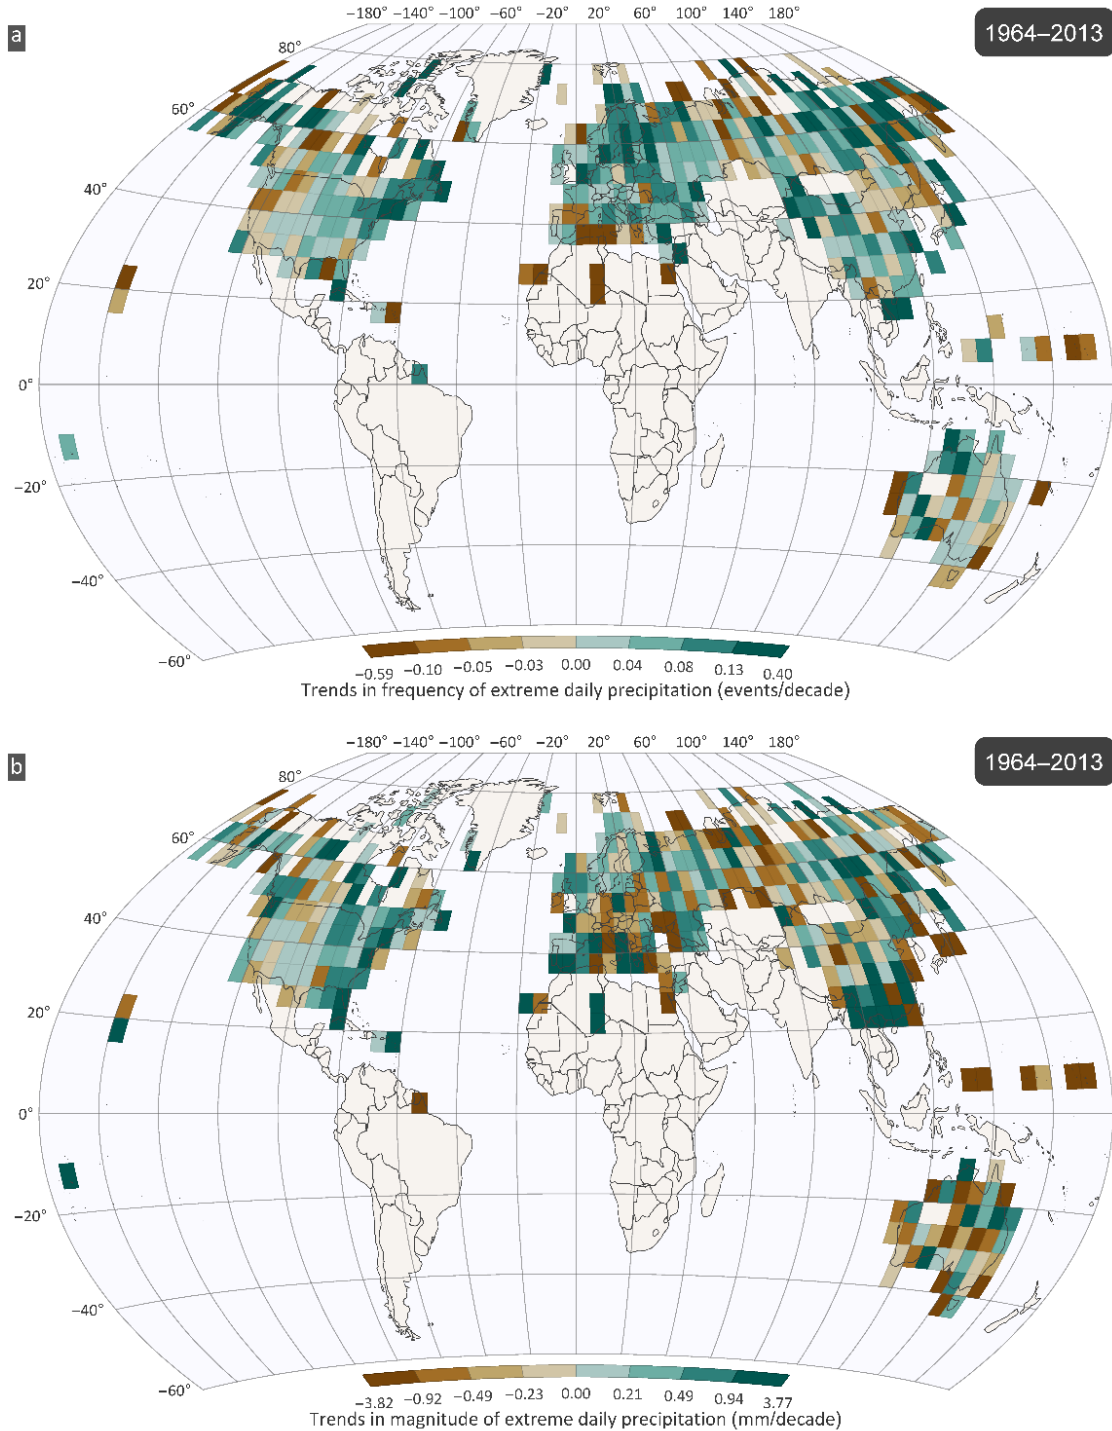 −180° −140° −100° −60° −20° 20° 60° 100° 140° 180°
a
1964–2013
80°
60°
40°
20°
0°
−20°
−40°
−60°
−0.59 −0.10 −0.05 −0.03 0.00 0.04 0.08 0.13 0.40
Trends in frequency of extreme daily precipitation (events/decade)
−180° −140° −100° −60° −20° 20° 60° 100° 140° 180°
b
1964–2013
80°
60°
40°
20°
0°
−20°
−40°
−60°
−3.82 −0.92 −0.49 −0.23 0.00 0.21 0.49 0.94 3.77
Trends in magnitude of extreme daily precipitation (mm/decade)